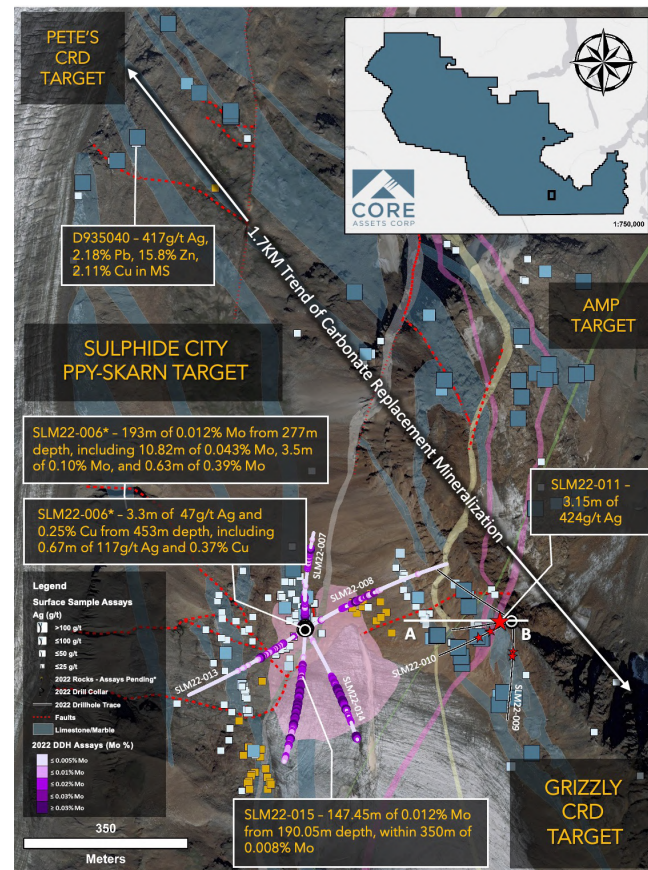 PETE'S
CRD
TARGET
CORE
ASSETS CORP
1:750,000
D935040 – 417g/t Ag,
2.18% Pb, 15.8% Zn,
2.11% Cu in MS
1.7KM Trend of Carbonate Replacement Mineralization
AMP
TARGET
SULPHIDE CITY
PPY-SKARN TARGET
SLM22-006* – 193m of 0.012% Mo from 277m
depth, including 10.82m of 0.043% Mo, 3.5m
of 0.10% Mo, and 0.63m of 0.39% Mo
SLM22-011 –
3.15m of
424g/t Ag
SLM22-006* – 3.3m of 47g/t Ag and
0.25% Cu from 453m depth, including
0.67m of 117g/t Ag and 0.37% Cu
SLM22-007
SLM22-008
A
B
SLM22-010
SLM22-009
SLM22-013
SLM22-014
Legend
Surface Sample Assays
Ag (g/t)
>100 g/t
≤100 g/t
≤50 g/t
≤25 g/t
2022 Rocks - Assays Pending*
2022 Drill Collar
2022 Drillhole Trace
Faults
Limestone/Marble
2022 DDH Assays (Mo %)
≤ 0.005% Mo
≤ 0.01% Mo
≤ 0.02% Mo
≤ 0.03% Mo
≥ 0.03% Mo
350
Meters
SLM22-015 – 147.45m of 0.012% Mo
from 190.05m depth, within 350m of
0.008% Mo
GRIZZLY
CRD
TARGET